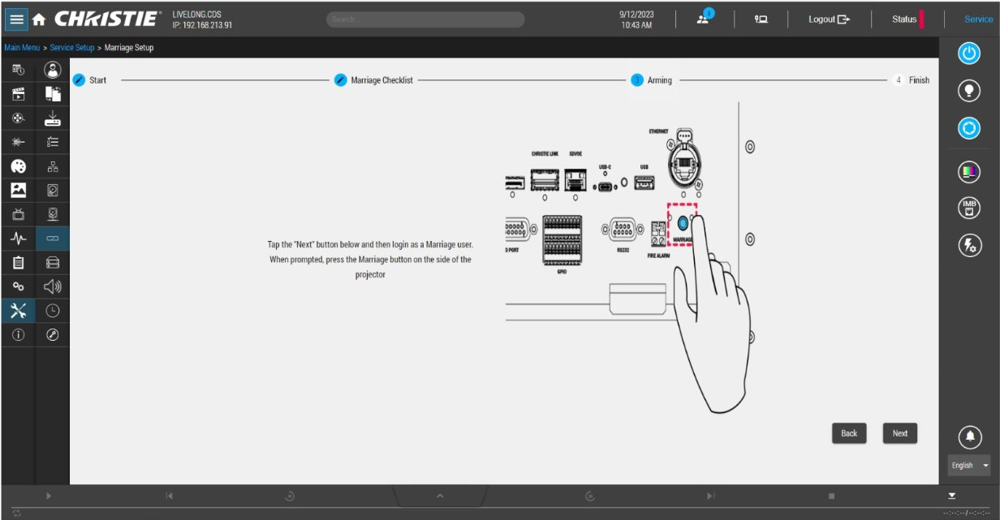 CHRISTIE®
LIVELONG.CDS
IP: 192.168.213.91
Search...
9/12/2023
10:43 AM
3
Logout
Status
Service
Main Menu > Service Setup > Marriage Setup
Start
Marriage Checklist
3 Arming
4 Finish
ETHERNET
CHRISTIE LINK
SDVOE
USB-C
USB
MARRIAGE
RS232
FIRE ALARM
GPIO
O PORT
Tap the "Next" button below and then login as a Marriage user.
When prompted, press the Marriage button on the side of the
projector
IMB
Back
Next
English
--:--:--/--:--:--